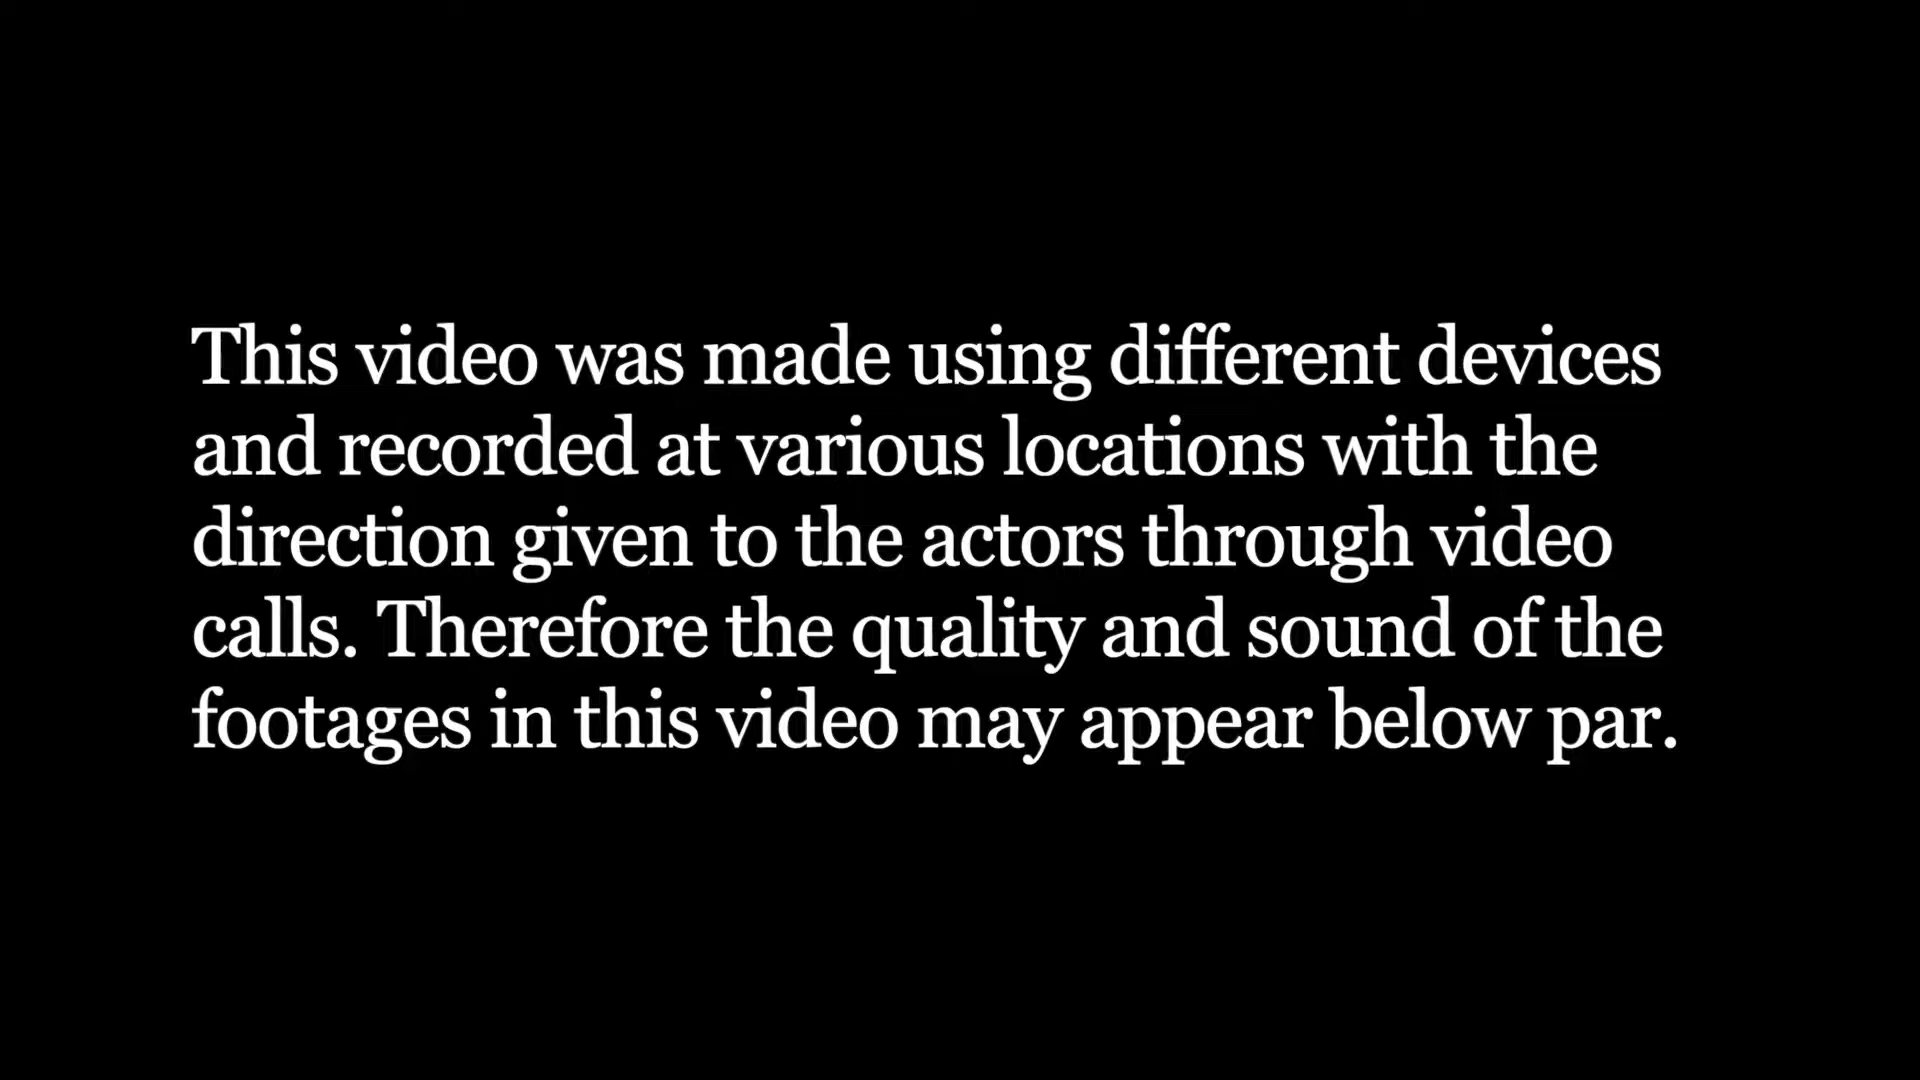 This video was made using different devices
and recorded at various locations with the
direction given to the actors through video
calls. Therefore the quality and sound of the
footages in this video may appear below par.